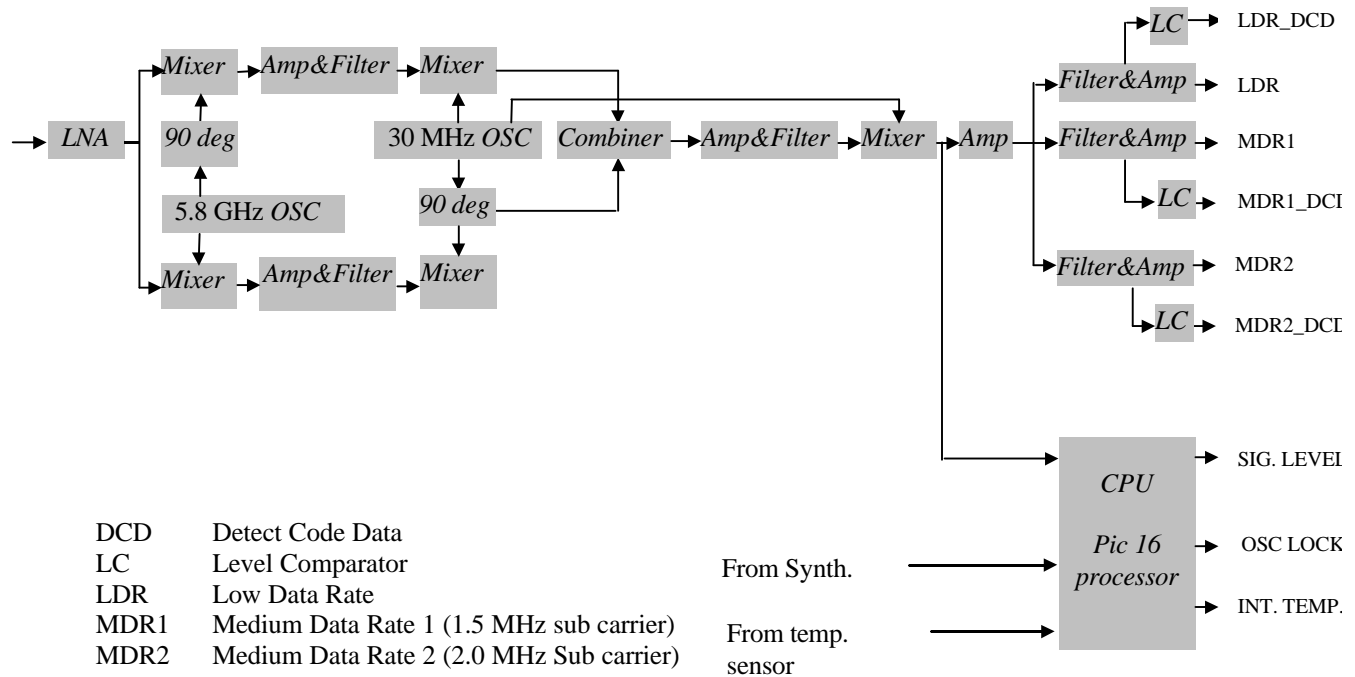 LC
LDR_DCD
Mixer
Amp&Filter
Mixer
Filter&Amp
LDR
LNA
90 deg
30 MHz OSC
Combiner
Amp&Filter
Mixer
Amp
Filter&Amp
MDR1
5.8 GHz OSC
90 deg
LC
MDR1_DCI
Mixer
Amp&Filter
Mixer
Filter&Amp
MDR2
LC
MDR2_DCD
CPU
Pic 16
processor
SIG. LEVEL
OSC LOCK
INT. TEMP.
DCD Detect Code Data
LC Level Comparator
LDR Low Data Rate
MDR1 Medium Data Rate 1 (1.5 MHz sub carrier)
MDR2 Medium Data Rate 2 (2.0 MHz Sub carrier)
From Synth.
From temp.
sensor